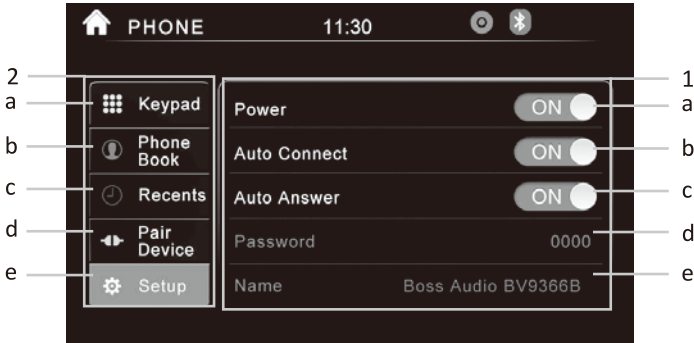 PHONE 11:30
2
a Keypad
b Phone
Book
c Recents
d Pair
Device
e Setup
1
Power ON a
Auto Connect ON b
Auto Answer ON c
Password 0000 d
Name Boss Audio BV9366B e